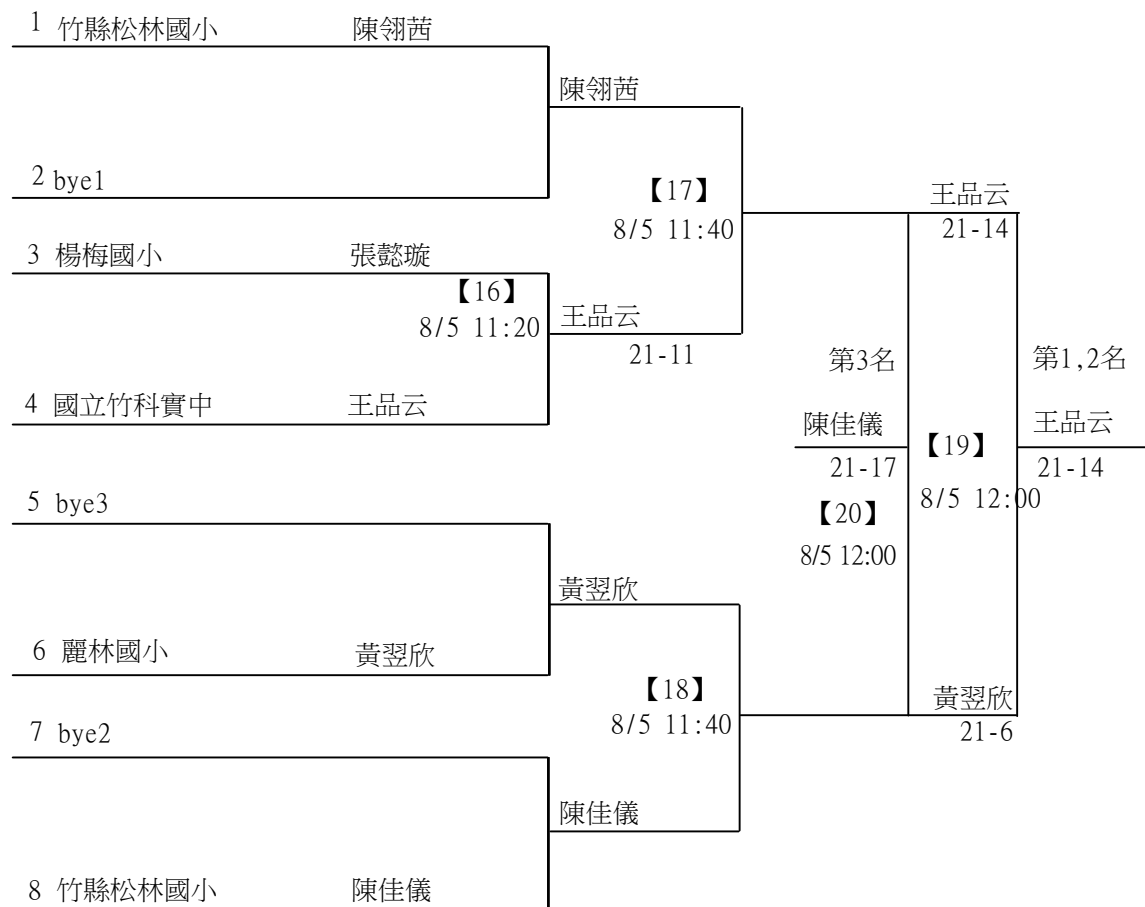 1 竹縣松林國小 陳翎茜
陳翎茜
2 bye1
【17】
8/5 11:40
王品云
21-14
3 楊梅國小 張懿璇
【16】
8/5 11:20
王品云
21-11
4 國立竹科實中 王品云
第3名
第1,2名
陳佳儀
21-17
【20】
8/5 12:00
【19】
8/5 12:00
王品云
21-14
5 bye3
黃翌欣
6 麗林國小 黃翌欣
【18】
8/5 11:40
黃翌欣
21-6
7 bye2
陳佳儀
8 竹縣松林國小 陳佳儀